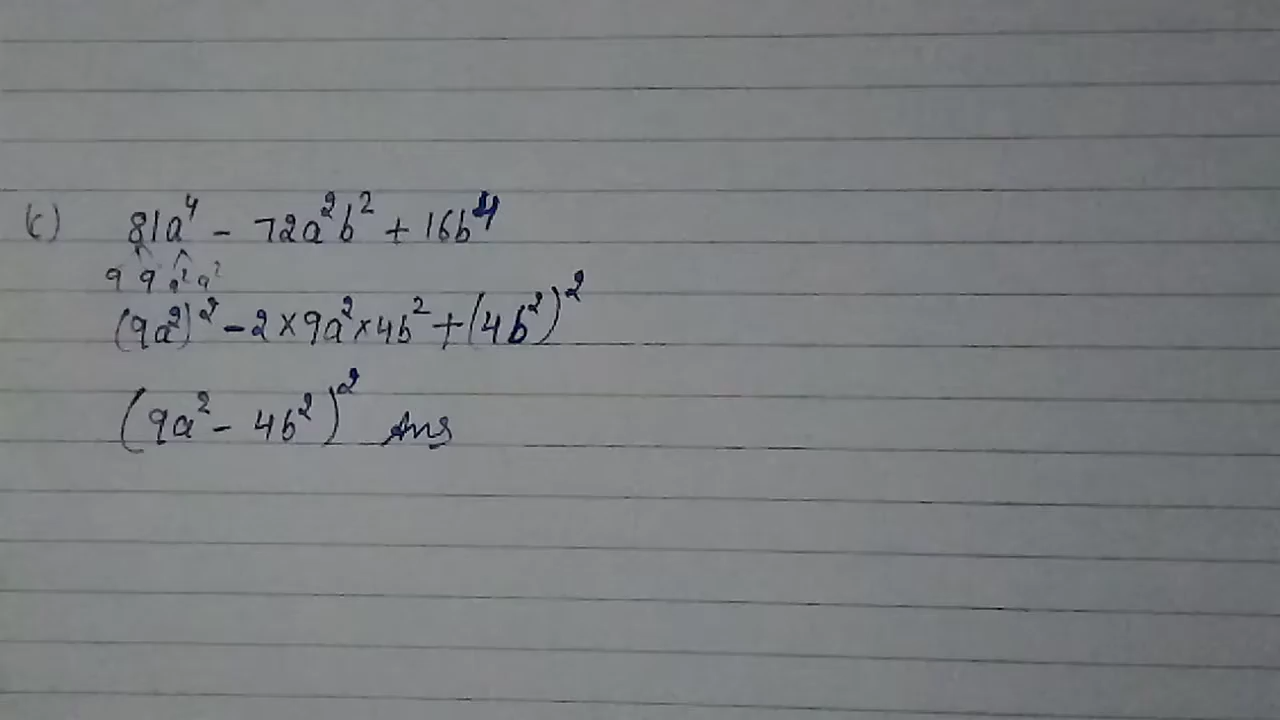 (c) 81a⁴ - 72a²b² + 16b⁴
9 9 a² a²
(9a²)² - 2 × 9a² × 4b² + (4b²)²
(9a² - 4b²)² Ans